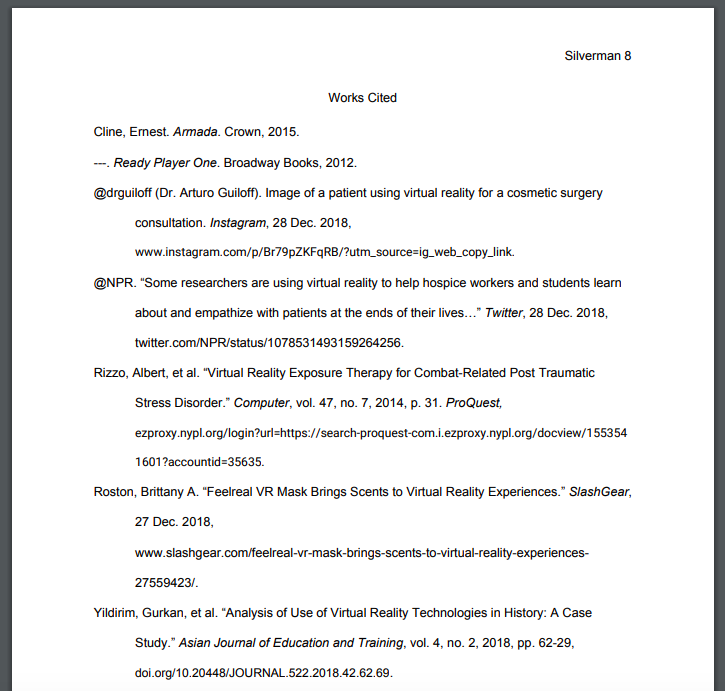 Silverman 8
Works Cited
Cline, Ernest. Armada. Crown, 2015.
---. Ready Player One. Broadway Books, 2012.
@drguiloff (Dr. Arturo Guiloff). Image of a patient using virtual reality for a cosmetic surgery
consultation. Instagram, 28 Dec. 2018,
www.instagram.com/p/Br79pZKFqRB/?utm_source=ig_web_copy_link.
@NPR. “Some researchers are using virtual reality to help hospice workers and students learn
about and empathize with patients at the ends of their lives…” Twitter, 28 Dec. 2018,
twitter.com/NPR/status/1078531493159264256.
Rizzo, Albert, et al. “Virtual Reality Exposure Therapy for Combat-Related Post Traumatic
Stress Disorder.” Computer, vol. 47, no. 7, 2014, p. 31. ProQuest,
ezproxy.nypl.org/login?url=https://search-proquest-com.i.ezproxy.nypl.org/docview/155354
1601?accountid=35635.
Roston, Brittany A. “Feelreal VR Mask Brings Scents to Virtual Reality Experiences.” SlashGear,
27 Dec. 2018,
www.slashgear.com/feelreal-vr-mask-brings-scents-to-virtual-reality-experiences-
27559423/.
Yildirim, Gurkan, et al. “Analysis of Use of Virtual Reality Technologies in History: A Case
Study.” Asian Journal of Education and Training, vol. 4, no. 2, 2018, pp. 62-29,
doi.org/10.20448/JOURNAL.522.2018.42.62.69.